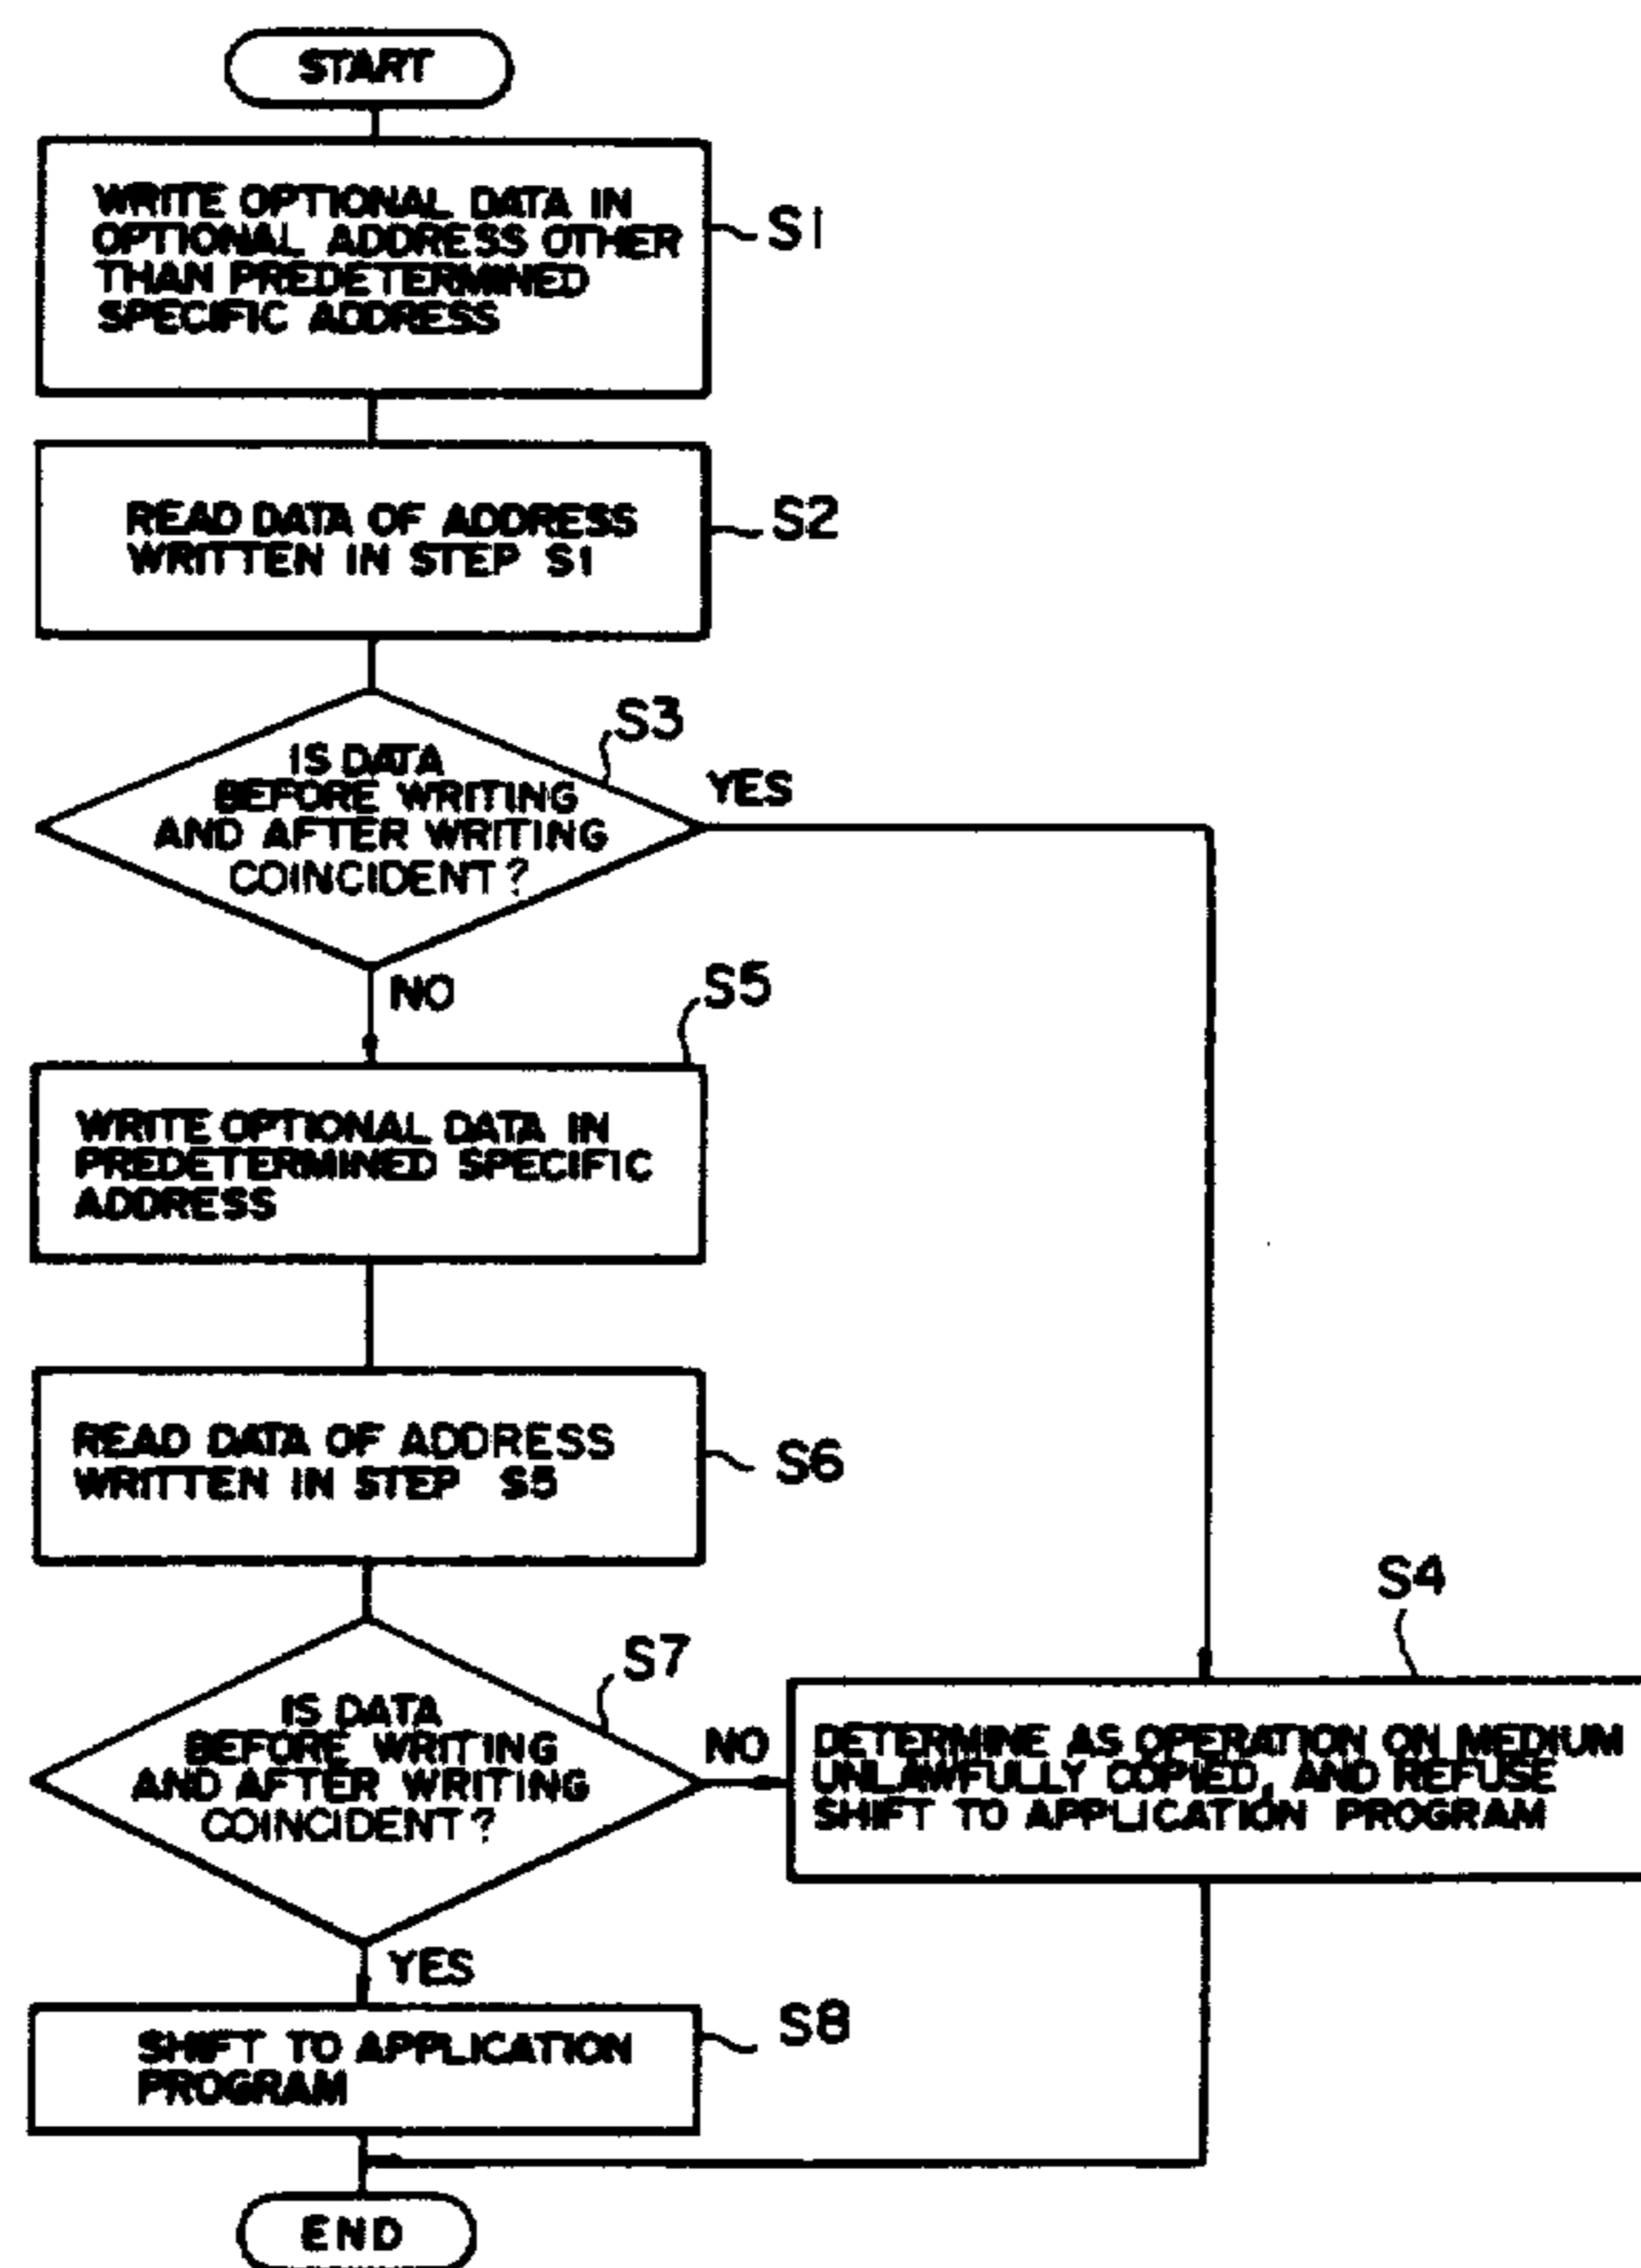 START
WRITE OPTIONAL DATA IN
OPTIONAL ADDRESS OTHER
THAN PREDETERMINED
SPECIFIC ADDRESS
S1
READ DATA OF ADDRESS
WRITTEN IN STEP S1
S2
S3
IS DATA
BEFORE WRITING
AND AFTER WRITING
COINCIDENT?
YES
NO
S5
WRITE OPTIONAL DATA IN
PREDETERMINED SPECIFIC
ADDRESS
READ DATA OF ADDRESS
WRITTEN IN STEP S5
S6
S7
IS DATA
BEFORE WRITING
AND AFTER WRITING
COINCIDENT?
NO
S4
DETERMINE AS OPERATION ON MEDIUM
UNLAWFULLY COPIED, AND REFUSE
SHIFT TO APPLICATION PROGRAM
YES
SHIFT TO APPLICATION
PROGRAM
S8
END